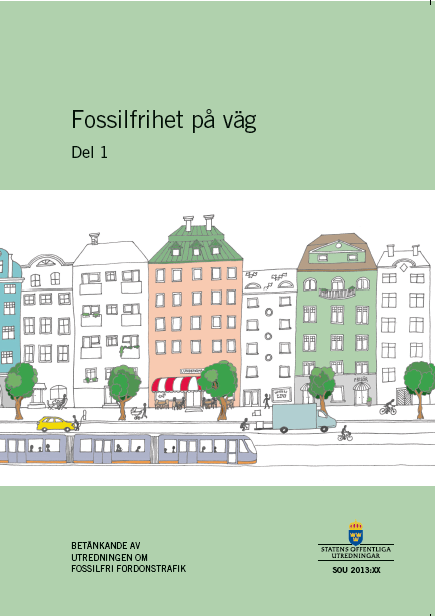 Fossilfrihet på väg
Del 1
BETÄNKANDE AV
UTREDNINGEN OM
FOSSILFRI FORDONSTRAFIK
STATENS OFFENTLIGA
UTREDNINGAR
SOU 2013:XX